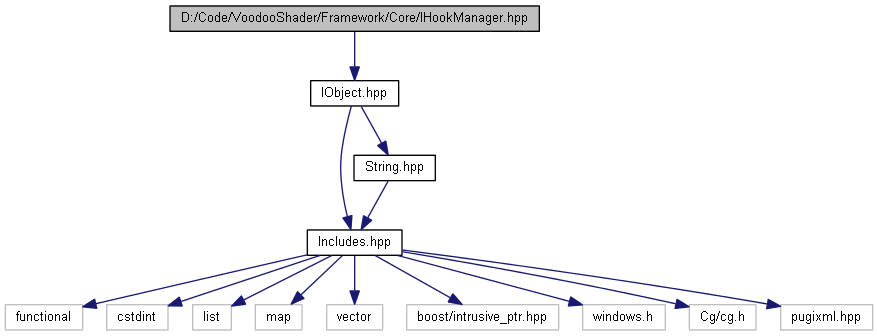 D:/Code/VoodooShader/Framework/Core/IHookManager.hpp
IObject.hpp
String.hpp
Includes.hpp
functional
cstdint
list
map
vector
boost/intrusive_ptr.hpp
windows.h
Cg/cg.h
pugixml.hpp